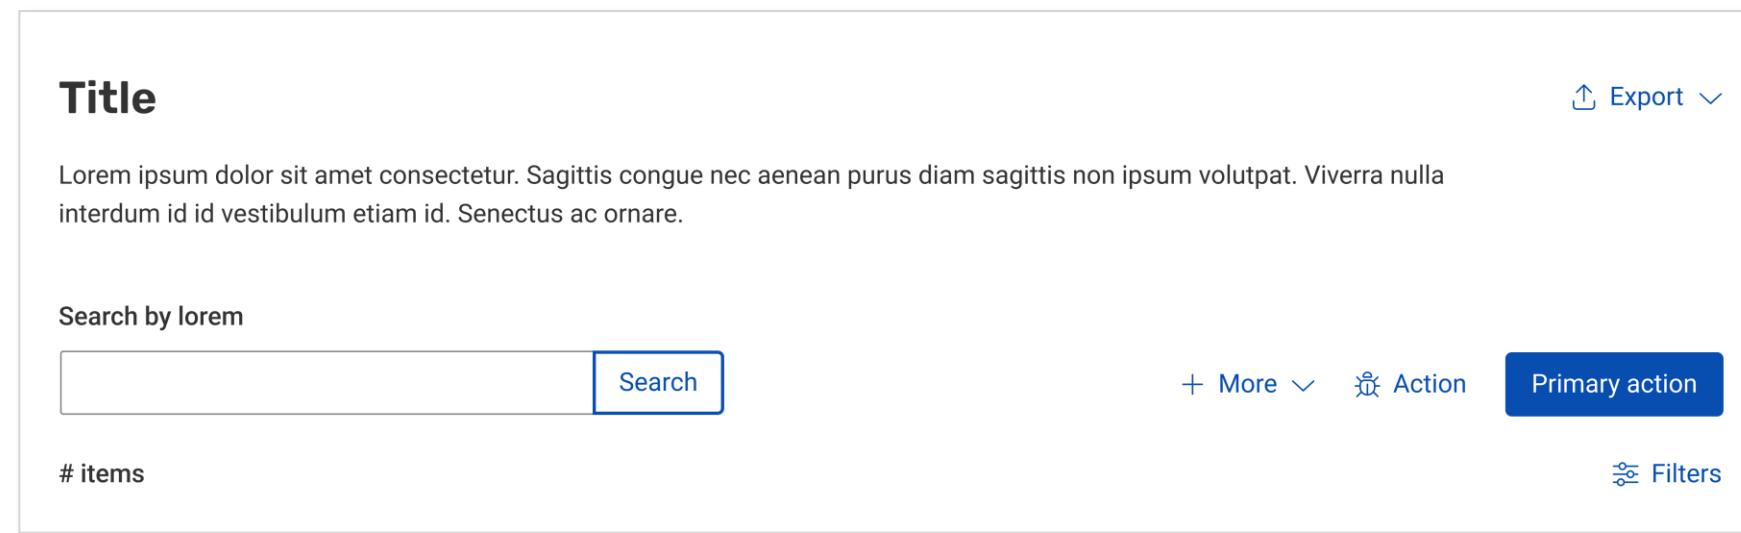 Title
Export
Lorem ipsum dolor sit amet consectetur. Sagittis congue nec aenean purus diam sagittis non ipsum volutpat. Viverra nulla
interdum id id vestibulum etiam id. Senectus ac ornare.
Search by lorem
Search
More
Action
Primary action
# items
Filters